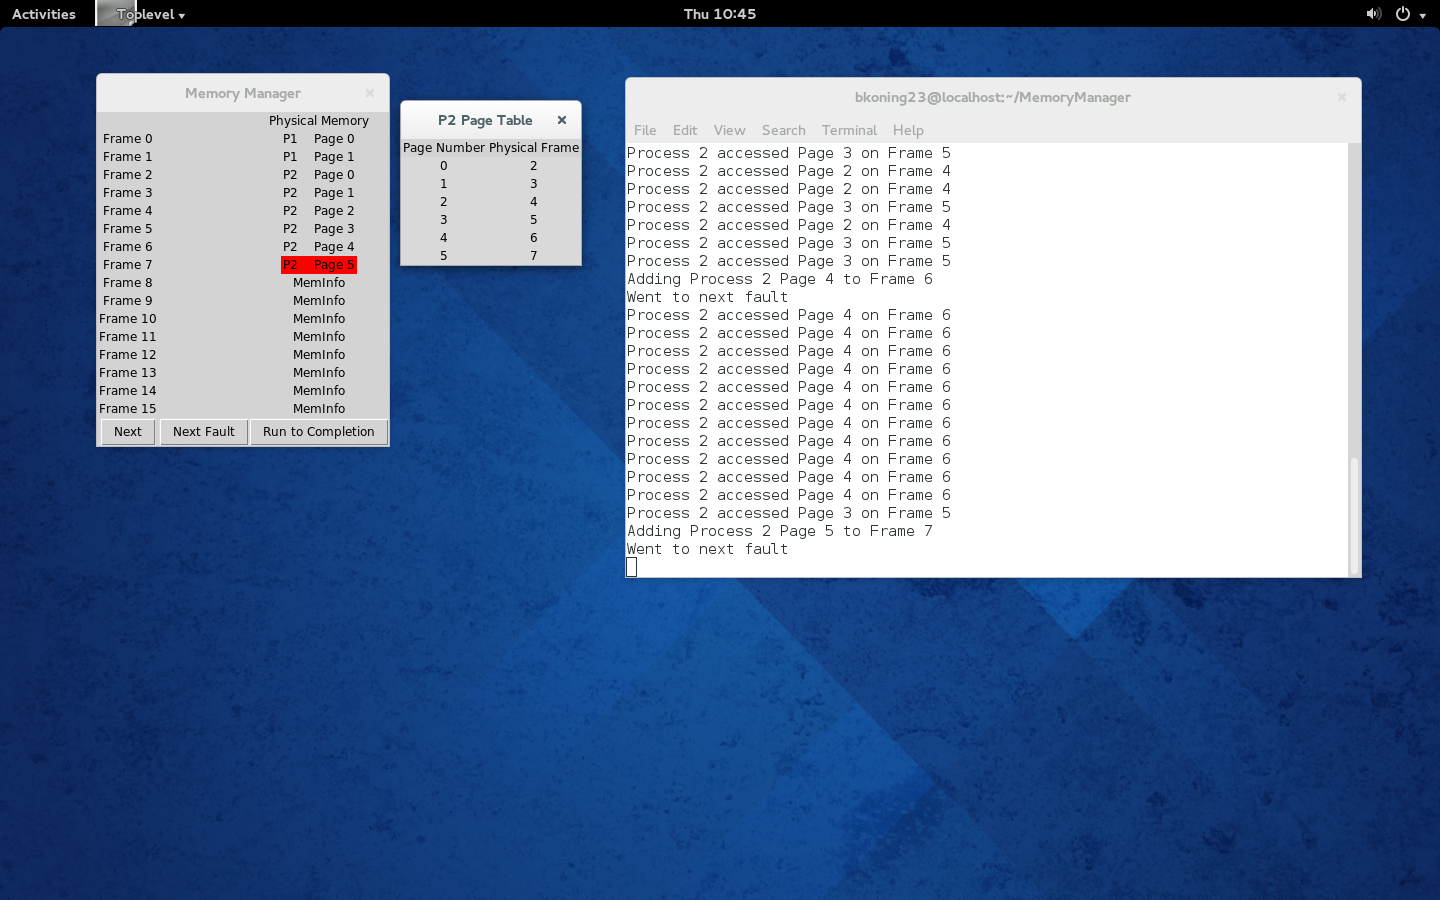 Activities Toplevel Thu 10:45
Memory Manager
Physical Memory
Frame 0 P1 Page 0
Frame 1 P1 Page 1
Frame 2 P2 Page 0
Frame 3 P2 Page 1
Frame 4 P2 Page 2
Frame 5 P2 Page 3
Frame 6 P2 Page 4
Frame 7 P2 Page 5
Frame 8 MemInfo
Frame 9 MemInfo
Frame 10 MemInfo
Frame 11 MemInfo
Frame 12 MemInfo
Frame 13 MemInfo
Frame 14 MemInfo
Frame 15 MemInfo
Next Next Fault Run to Completion
P2 Page Table
Page Number Physical Frame
0 2
1 3
2 4
3 5
4 6
5 7
bkoning23@localhost:~/MemoryManager
File Edit View Search Terminal Help
Process 2 accessed Page 3 on Frame 5
Process 2 accessed Page 2 on Frame 4
Process 2 accessed Page 2 on Frame 4
Process 2 accessed Page 3 on Frame 5
Process 2 accessed Page 2 on Frame 4
Process 2 accessed Page 3 on Frame 5
Process 2 accessed Page 3 on Frame 5
Adding Process 2 Page 4 to Frame 6
Went to next fault
Process 2 accessed Page 4 on Frame 6
Process 2 accessed Page 4 on Frame 6
Process 2 accessed Page 4 on Frame 6
Process 2 accessed Page 4 on Frame 6
Process 2 accessed Page 4 on Frame 6
Process 2 accessed Page 4 on Frame 6
Process 2 accessed Page 4 on Frame 6
Process 2 accessed Page 4 on Frame 6
Process 2 accessed Page 4 on Frame 6
Process 2 accessed Page 4 on Frame 6
Process 2 accessed Page 4 on Frame 6
Process 2 accessed Page 3 on Frame 5
Adding Process 2 Page 5 to Frame 7
Went to next fault